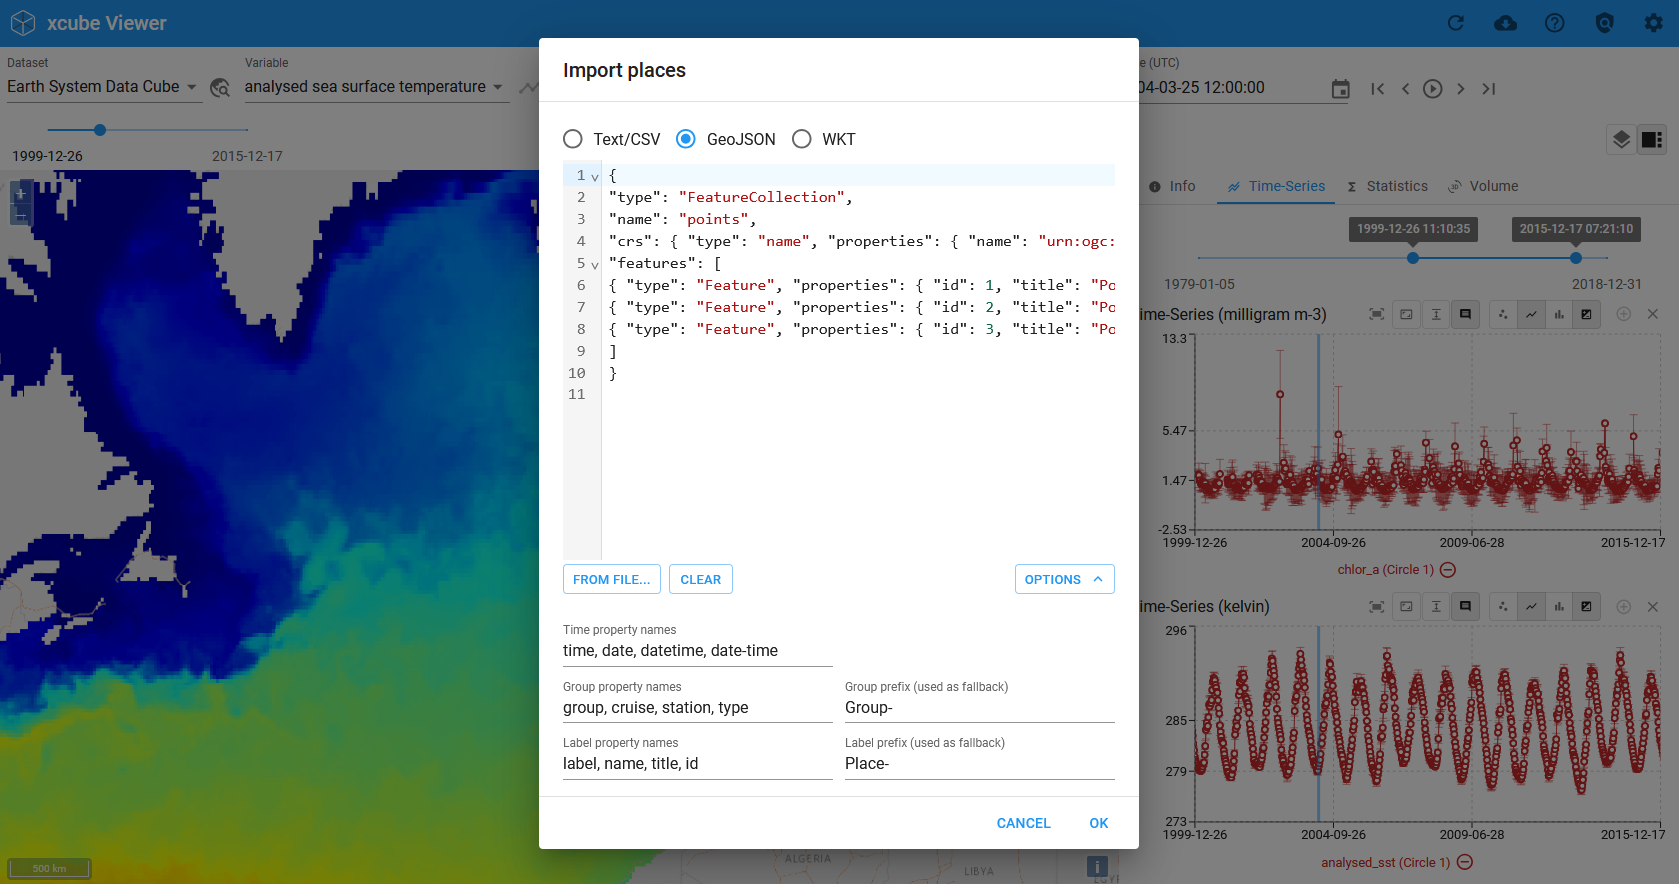 xcube Viewer
Dataset
Earth System Data Cube
Variable
analysed sea surface temperature
e (UTC)
04-03-25 12:00:00
1999-12-26
2015-12-17
Import places
Text/CSV
GeoJSON
WKT
1 {
2 "type": "FeatureCollection",
3 "name": "points",
4 "crs": { "type": "name", "properties": { "name": "urn:ogc:
5 "features": [
6 { "type": "Feature", "properties": { "id": 1, "title": "Po
7 { "type": "Feature", "properties": { "id": 2, "title": "Po
8 { "type": "Feature", "properties": { "id": 3, "title": "Po
9 ]
10 }
11
FROM FILE...
CLEAR
OPTIONS
Time property names
time, date, datetime, date-time
Group property names
group, cruise, station, type
Group prefix (used as fallback)
Group-
Label property names
label, name, title, id
Label prefix (used as fallback)
Place-
CANCEL
OK
Info
Time-Series
Statistics
Volume
1999-12-26 11:10:35
2015-12-17 07:21:10
1979-01-05
2018-12-31
ime-Series (milligram m-3)
13.3
5.47
1.47
-2.53
1999-12-26
2004-09-26
2009-06-28
2015-12-17
chlor_a (Circle 1)
ime-Series (kelvin)
296
285
279
273
1999-12-26
2004-09-26
2009-06-28
2015-12-17
analysed_sst (Circle 1)
500 km
ALGERIA
LIBYA
i